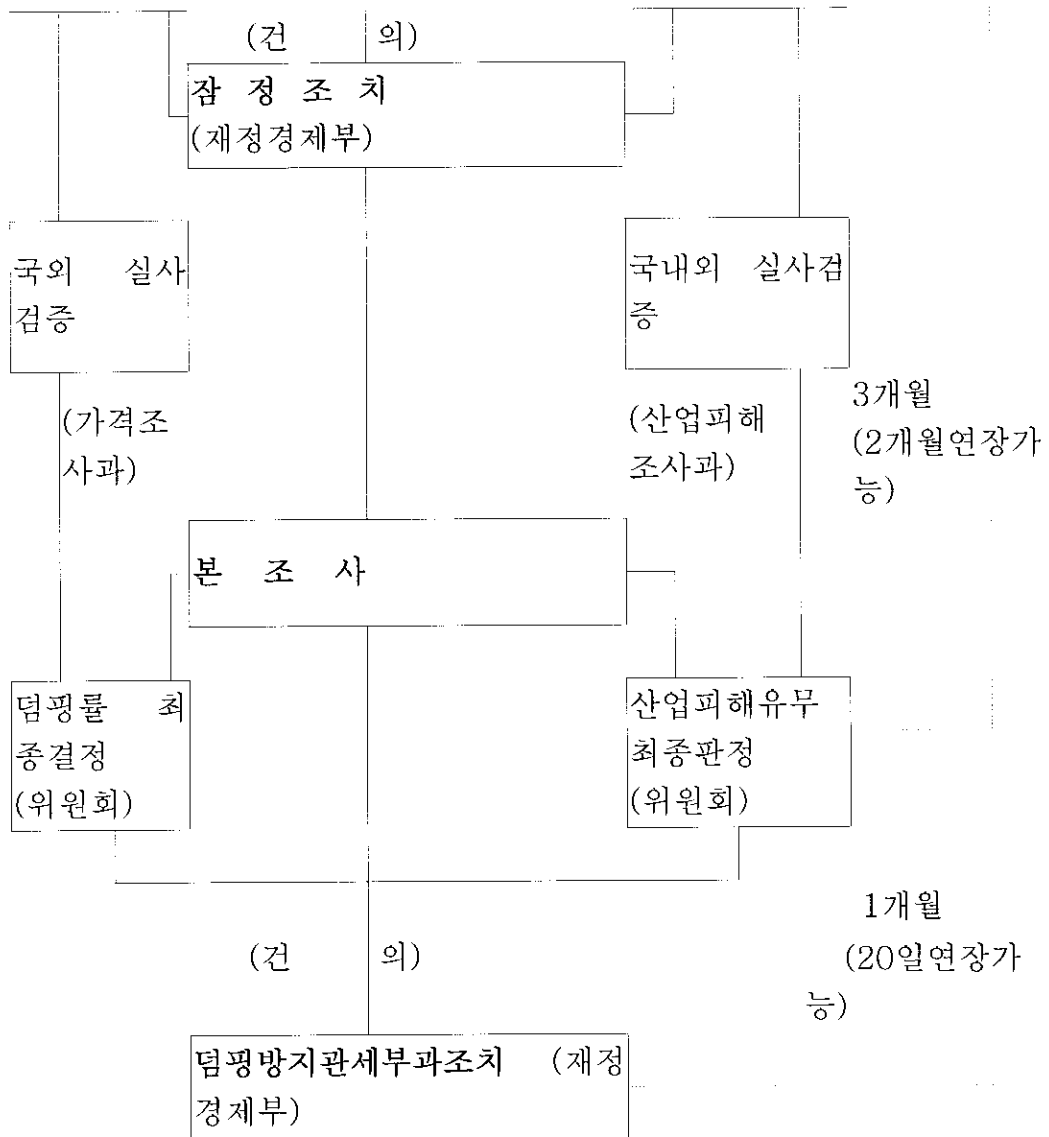 (건 의)
잠 정 조 치
(재정경제부)
국외 실사
검증
국내외 실사검
증
(가격조
사과)
(산업피해
조사과)
3개월
(2개월연장가
능)
본 조 사
덤핑률 최
종결정
(위원회)
산업피해유무
최종판정
(위원회)
1개월
(20일연장가
능)
(건 의)
덤핑방지관세부과조치 (재정
경제부)